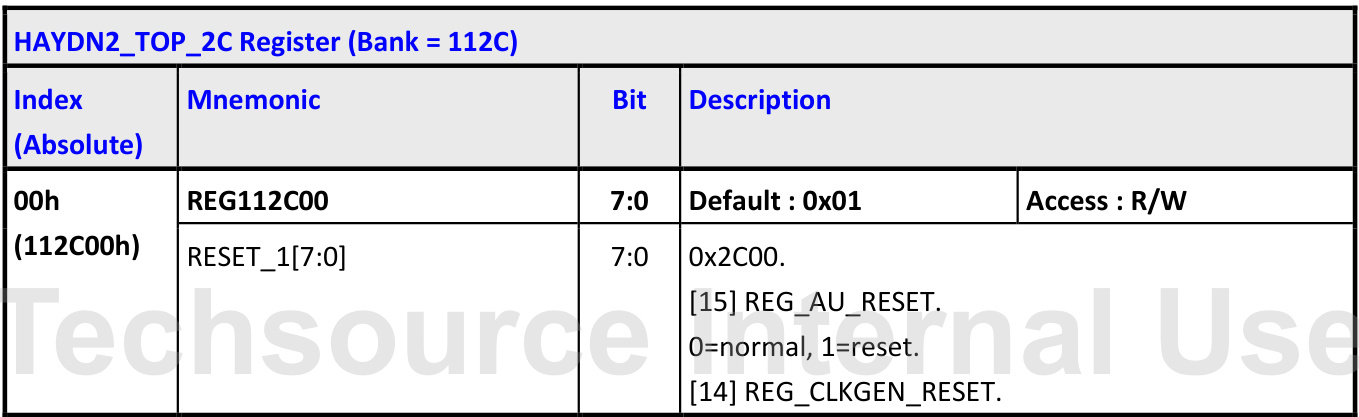 HAYDN2_TOP_2C Register (Bank = 112C)
Index (Absolute) Mnemonic Bit Description
00h (112C00h) REG112C00 7:0 Default : 0x01 Access : R/W
RESET_1[7:0] 7:0 0x2C00.
[15] REG_AU_RESET.
0=normal, 1=reset.
[14] REG_CLKGEN_RESET.
Techsource Internal Use